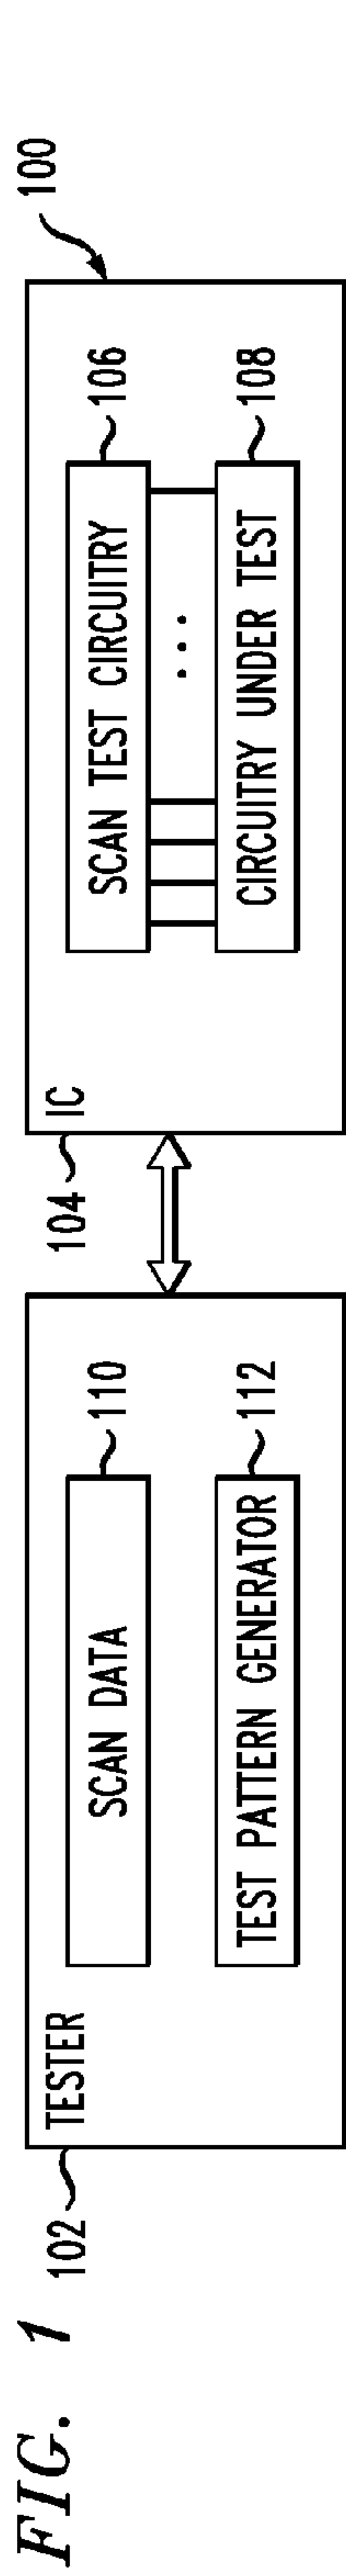 FIG. 1
100
102
TESTER
SCAN DATA
110
TEST PATTERN GENERATOR
112
104
IC
SCAN TEST CIRCUITRY
106
...
CIRCUITRY UNDER TEST
108